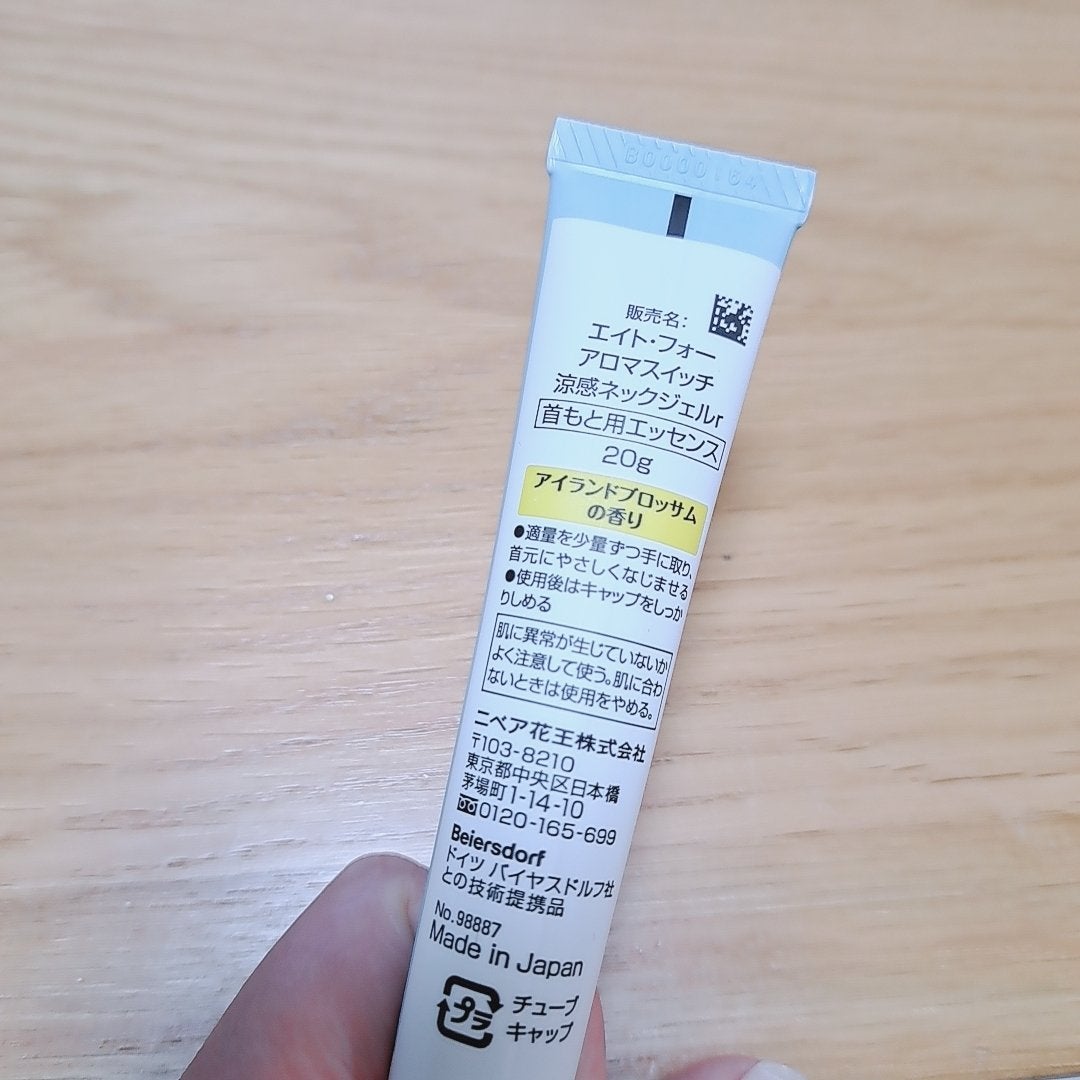 B0000164
販売名:
エイト・フォー
アロマスイッチ
涼感ネックジェルr
首もと用エッセンス
20g
アイランドブロッサム
の香り
●適量を少量ずつ手に取り、
首元にやさしくなじませる
●使用後はキャップをしっか
りしめる
肌に異常が生じていないか
よく注意して使う。肌に合わ
ないときは使用をやめる。
ニベア花王株式会社
〒103-8210
東京都中央区日本橋
茅場町1-14-10
0120-165-699
Beiersdorf
ドイツ バイヤスドルフ社
との技術提携品
No.98887
Made in Japan
プラ
チューブ
キャップ